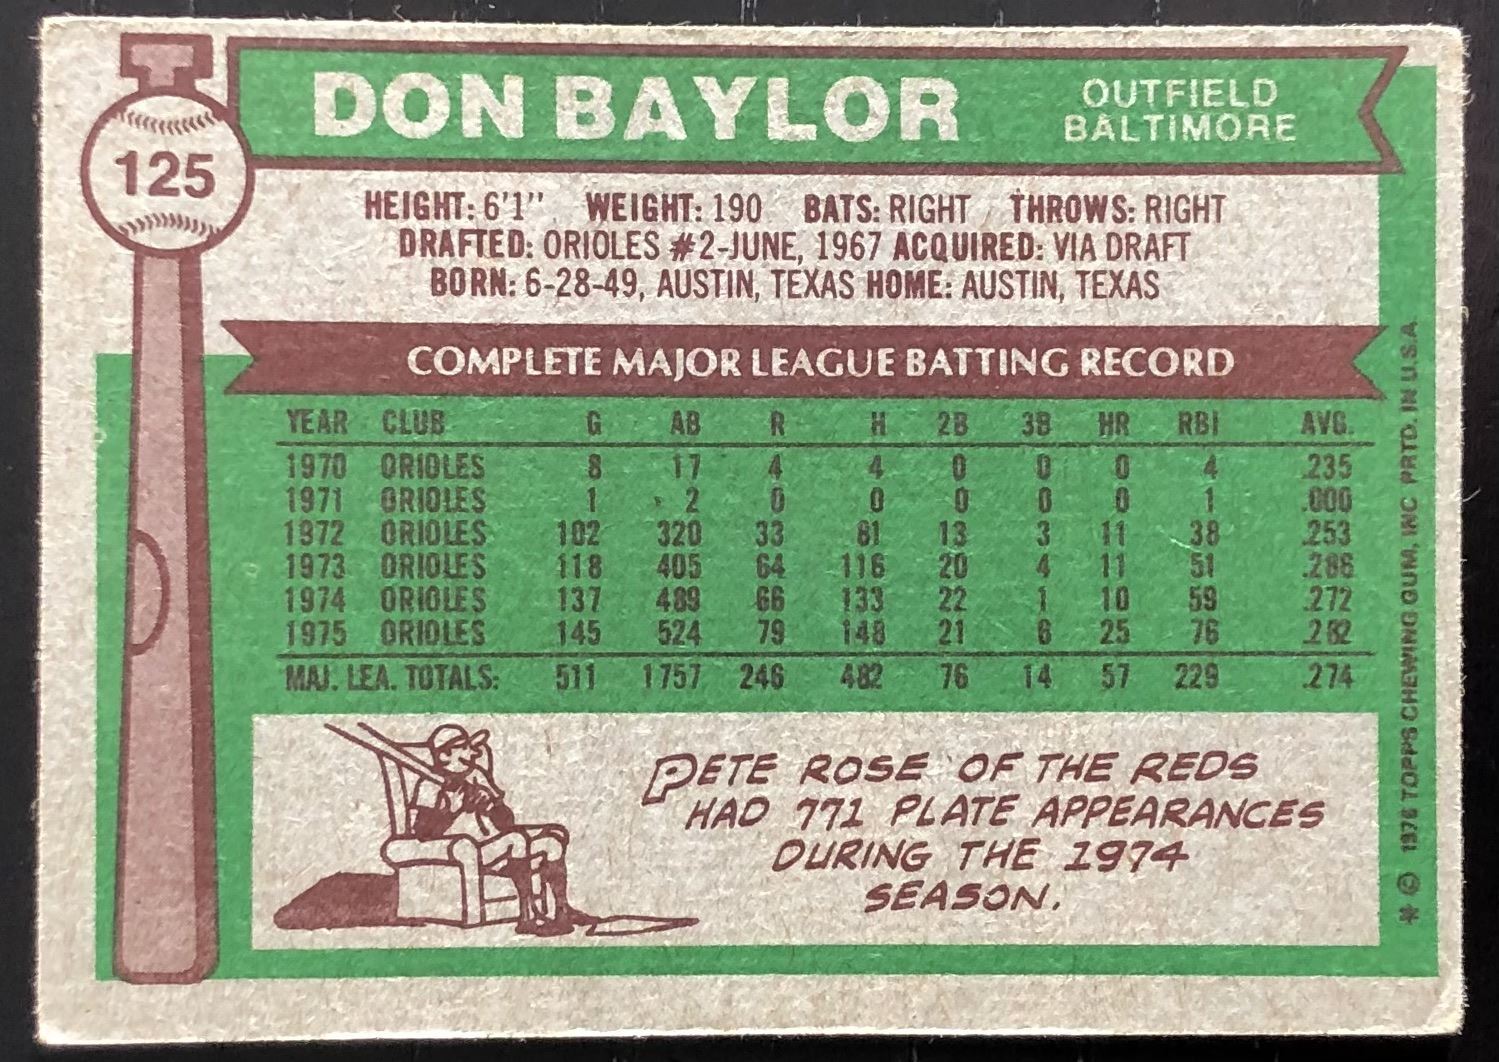 125
DON BAYLOR
OUTFIELD
BALTIMORE
HEIGHT: 6'1" WEIGHT: 190 BATS: RIGHT THROWS: RIGHT
DRAFTED: ORIOLES #2-JUNE, 1967 ACQUIRED: VIA DRAFT
BORN: 6-28-49, AUSTIN, TEXAS HOME: AUSTIN, TEXAS
COMPLETE MAJOR LEAGUE BATTING RECORD
YEAR CLUB G AB R H 2B 3B HR RBI AVG.
1970 ORIOLES 8 17 4 4 0 0 0 4 .235
1971 ORIOLES 1 2 0 0 0 0 0 1 .000
1972 ORIOLES 102 320 33 81 13 3 11 38 .253
1973 ORIOLES 118 405 64 116 20 4 11 51 .286
1974 ORIOLES 137 489 66 133 22 1 10 59 .272
1975 ORIOLES 145 524 79 148 21 6 25 76 .282
MAJ. LEA. TOTALS: 511 1757 246 482 76 14 57 229 .274
PETE ROSE OF THE REDS
HAD 771 PLATE APPEARANCES
DURING THE 1974
SEASON.
* © 1976 TOPPS CHEWING GUM, INC PRTD. IN U.S.A.